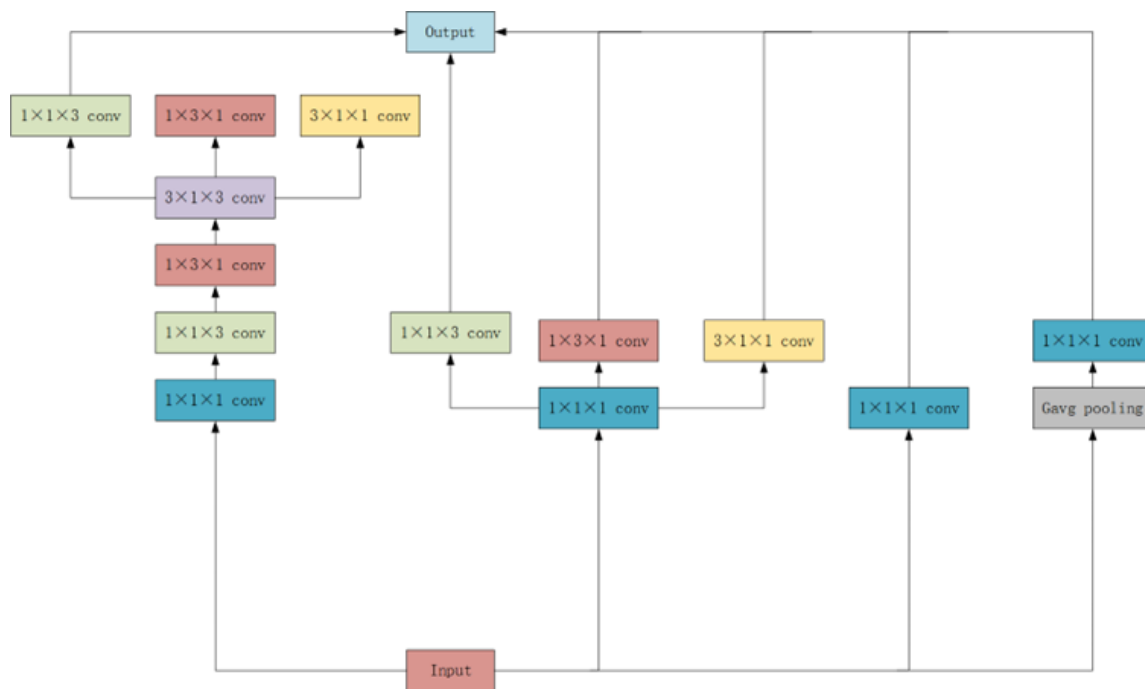 Output
1×1×3 conv
1×3×1 conv
3×1×1 conv
3×1×3 conv
1×3×1 conv
1×1×3 conv
1×1×1 conv
1×1×3 conv
1×3×1 conv
3×1×1 conv
1×1×1 conv
1×1×1 conv
1×1×1 conv
Gavg pooling
Input